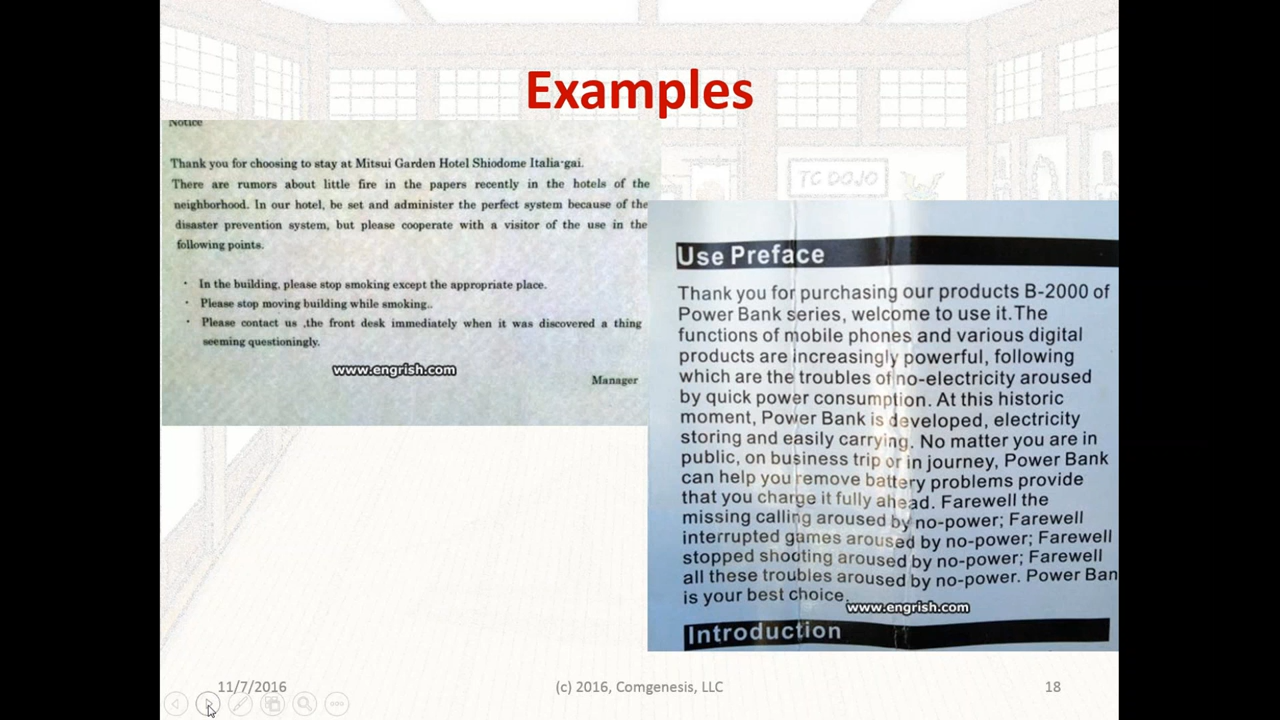 Examples
Notice
Thank you for choosing to stay at Mitsui Garden Hotel Shiodome Italia-gai.
There are rumors about little fire in the papers recently in the hotels of the
neighborhood. In our hotel, be set and administer the perfect system because of the
disaster prevention system, but please cooperate with a visitor of the use in the
following points.
· In the building, please stop smoking except the appropriate place.
· Please stop moving building while smoking..
· Please contact us ,the front desk immediately when it was discovered a thing
seeming questioningly.
www.engrish.com
Manager
TC DOJO
Use Preface
Thank you for purchasing our products B-2000 of
Power Bank series, welcome to use it.The
functions of mobile phones and various digital
products are increasingly powerful, following
which are the troubles of no-electricity aroused
by quick power consumption. At this historic
moment, Power Bank is developed, electricity
storing and easily carrying. No matter you are in
public, on business trip or in journey, Power Bank
can help you remove battery problems provide
that you charge it fully ahead. Farewell the
missing calling aroused by no-power; Farewell
interrupted games aroused by no-power; Farewell
stopped shooting aroused by no-power; Farewell
all these troubles aroused by no-power. Power Ban
is your best choice.
www.engrish.com
Introduction
11/7/2016
(c) 2016, Comgenesis, LLC
18